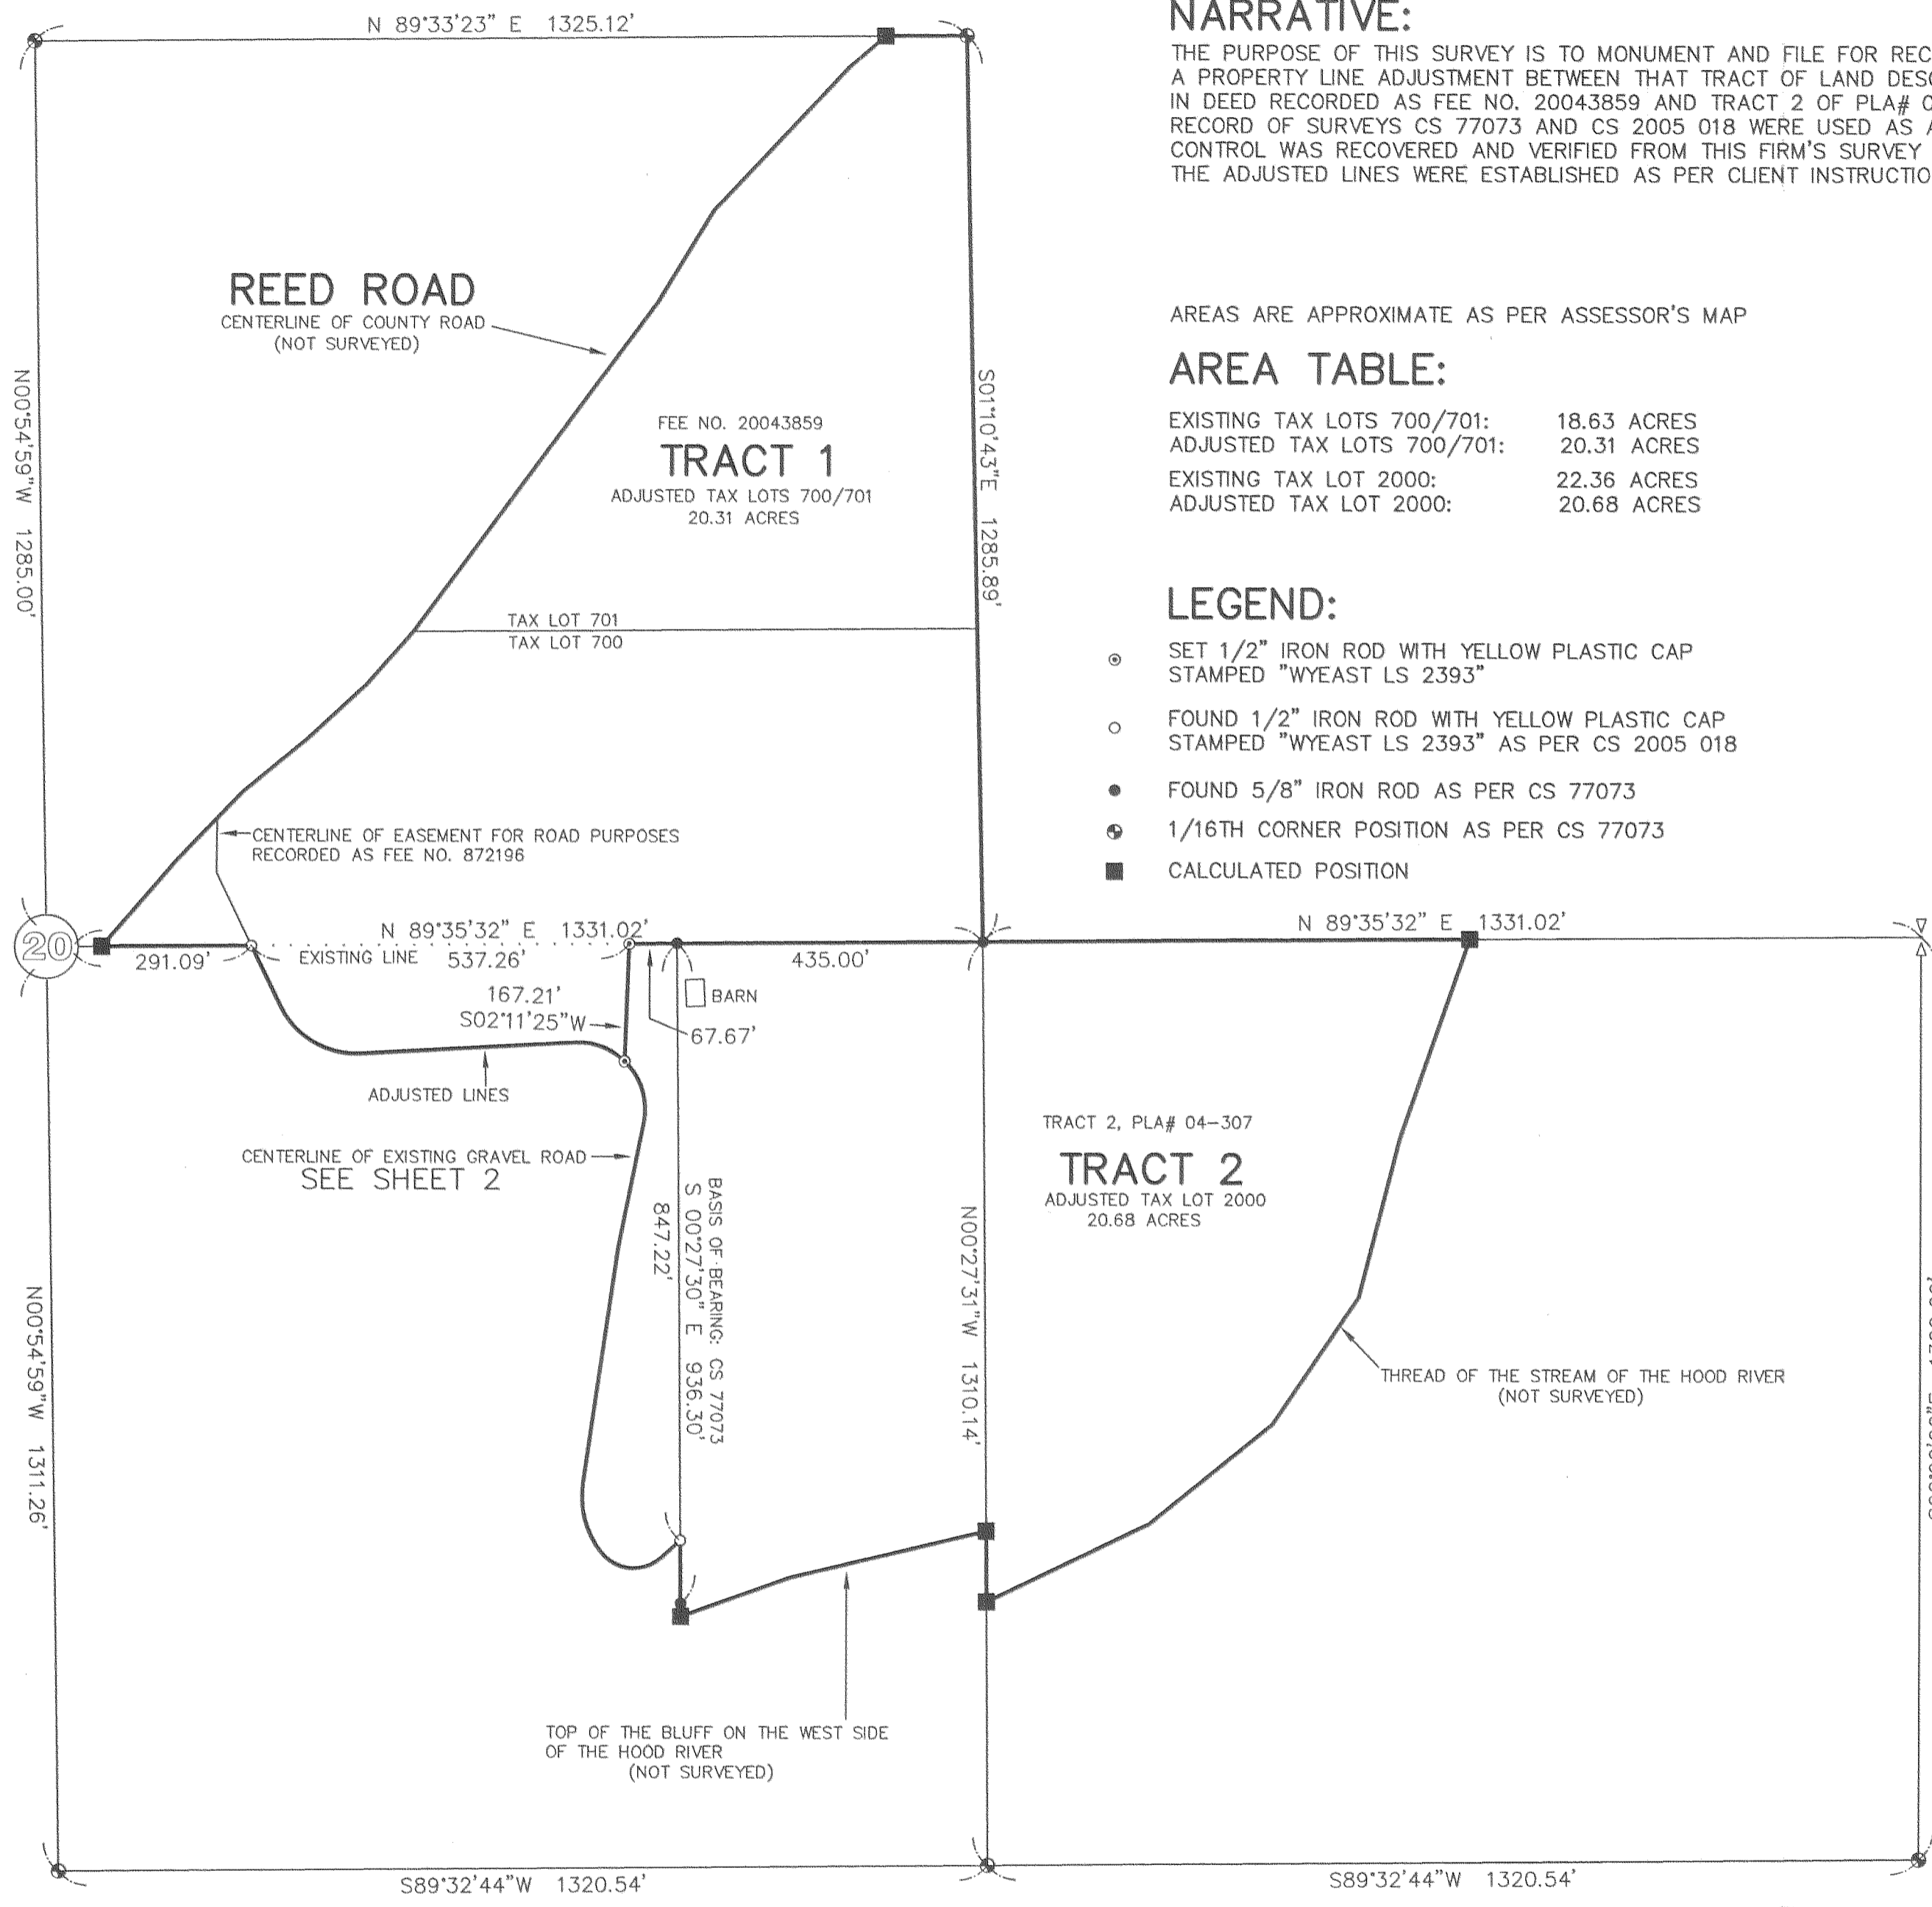 N 89°33'23" E 1325.12'
NARRATIVE:
THE PURPOSE OF THIS SURVEY IS TO MONUMENT AND FILE FOR REC
A PROPERTY LINE ADJUSTMENT BETWEEN THAT TRACT OF LAND DES
IN DEED RECORDED AS FEE NO. 20043859 AND TRACT 2 OF PLA#
RECORD OF SURVEYS CS 77073 AND CS 2005 018 WERE USED AS
CONTROL WAS RECOVERED AND VERIFIED FROM THIS FIRM'S SURVEY
THE ADJUSTED LINES WERE ESTABLISHED AS PER CLIENT INSTRUCTIO
REED ROAD
CENTERLINE OF COUNTY ROAD
(NOT SURVEYED)
AREAS ARE APPROXIMATE AS PER ASSESSOR'S MAP
AREA TABLE:
EXISTING TAX LOTS 700/701: 18.63 ACRES
ADJUSTED TAX LOTS 700/701: 20.31 ACRES
EXISTING TAX LOT 2000: 22.36 ACRES
ADJUSTED TAX LOT 2000: 20.68 ACRES
N00°54'59"W 1285.00'
FEE NO. 20043859
TRACT 1
ADJUSTED TAX LOTS 700/701
20.31 ACRES
S01°10'43"E 1285.89'
TAX LOT 701
TAX LOT 700
LEGEND:
SET 1/2" IRON ROD WITH YELLOW PLASTIC CAP
STAMPED "WYEAST LS 2393"
FOUND 1/2" IRON ROD WITH YELLOW PLASTIC CAP
STAMPED "WYEAST LS 2393" AS PER CS 2005 018
FOUND 5/8" IRON ROD AS PER CS 77073
1/16TH CORNER POSITION AS PER CS 77073
CALCULATED POSITION
CENTERLINE OF EASEMENT FOR ROAD PURPOSES
RECORDED AS FEE NO. 872196
20
N 89°35'32" E 1331.02'
N 89°35'32" E 1331.02'
291.09'
EXISTING LINE 537.26'
435.00'
167.21'
S02°11'25"W
BARN
67.67'
ADJUSTED LINES
CENTERLINE OF EXISTING GRAVEL ROAD
SEE SHEET 2
847.22'
S 00°27'30" E 936.30'
BASIS OF BEARING: CS 77073
N00°27'31"W 1310.14'
TRACT 2, PLA# 04-307
TRACT 2
ADJUSTED TAX LOT 2000
20.68 ACRES
THREAD OF THE STREAM OF THE HOOD RIVER
(NOT SURVEYED)
N00°54'59"W 1311.26'
TOP OF THE BLUFF ON THE WEST SIDE
OF THE HOOD RIVER
(NOT SURVEYED)
S89°32'44"W 1320.54'
S89°32'44"W 1320.54'